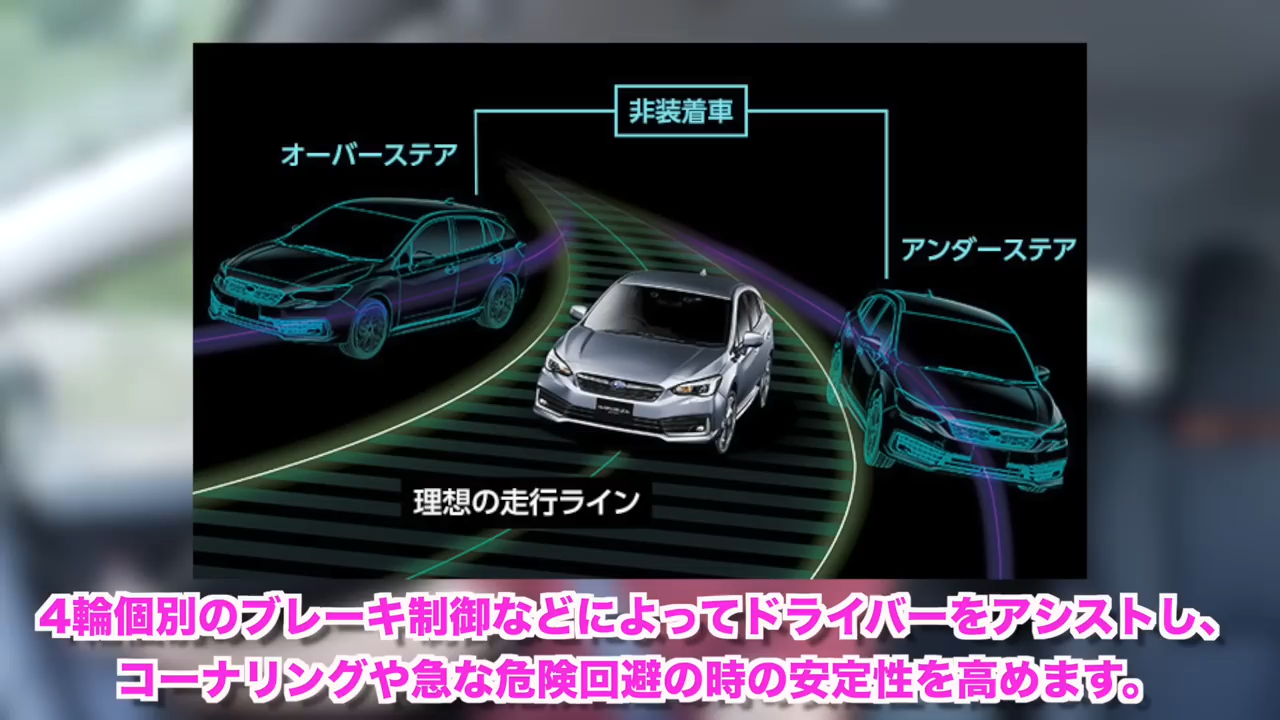 非装着車
オーバーステア
アンダーステア
理想の走行ライン
4輪個別のブレーキ制御などによってドライバーをアシストし、
コーナリングや急な危険回避の時の安定性を高めます。